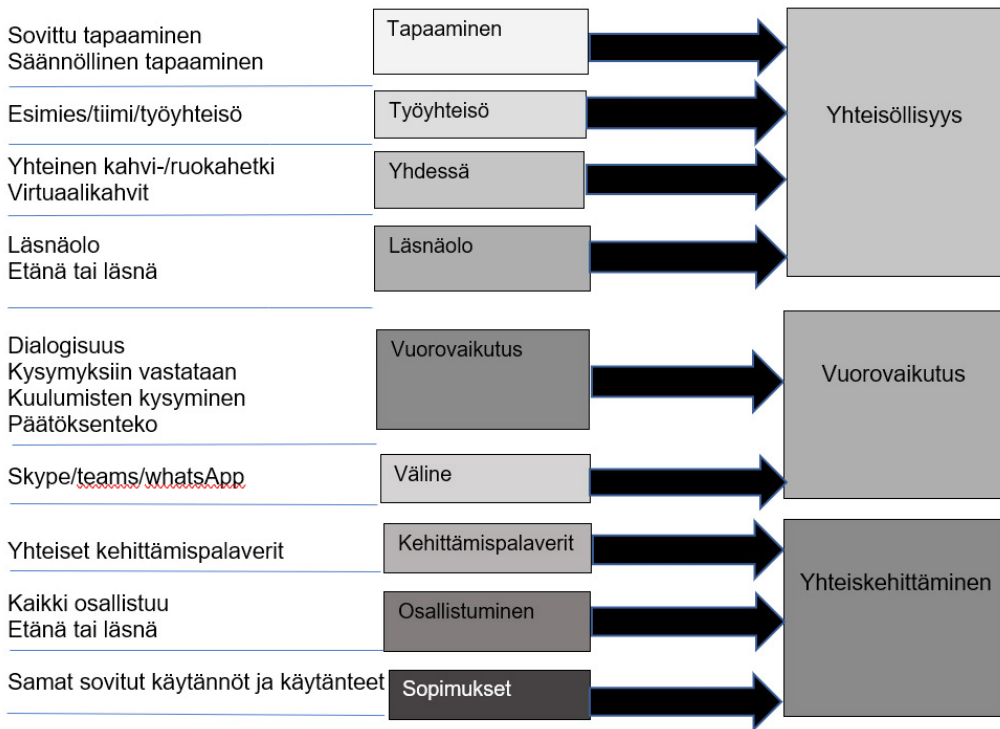 Sovittu tapaaminen
Säännöllinen tapaaminen
Tapaaminen
Esimies/tiimi/työyhteisö
Työyhteisö
Yhteisöllisyys
Yhteinen kahvi-/ruokahetki
Virtuaalikahvit
Yhdessä
Läsnäolo
Etänä tai läsnä
Läsnäolo
Dialogisuus
Kysymyksiin vastataan
Kuulumisten kysyminen
Päätöksenteko
Vuorovaikutus
Vuorovaikutus
Skype/teams/whatsApp
Väline
Yhteiset kehittämispalaverit
Kehittämispalaverit
Yhteiskehittäminen
Kaikki osallistuu
Etänä tai läsnä
Osallistuminen
Samat sovitut käytännöt ja käytänteet
Sopimukset